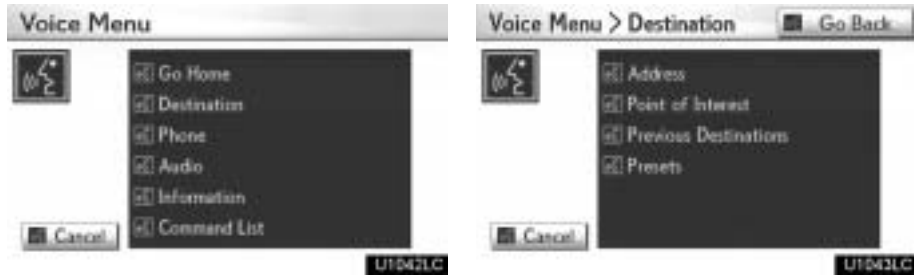 Voice Menu
Go Home
Destination
Phone
Audio
Information
Command List
Cancel
U1042LC
Voice Menu > Destination
Go Back
Address
Point of Interest
Previous Destinations
Presets
Cancel
U1043LC